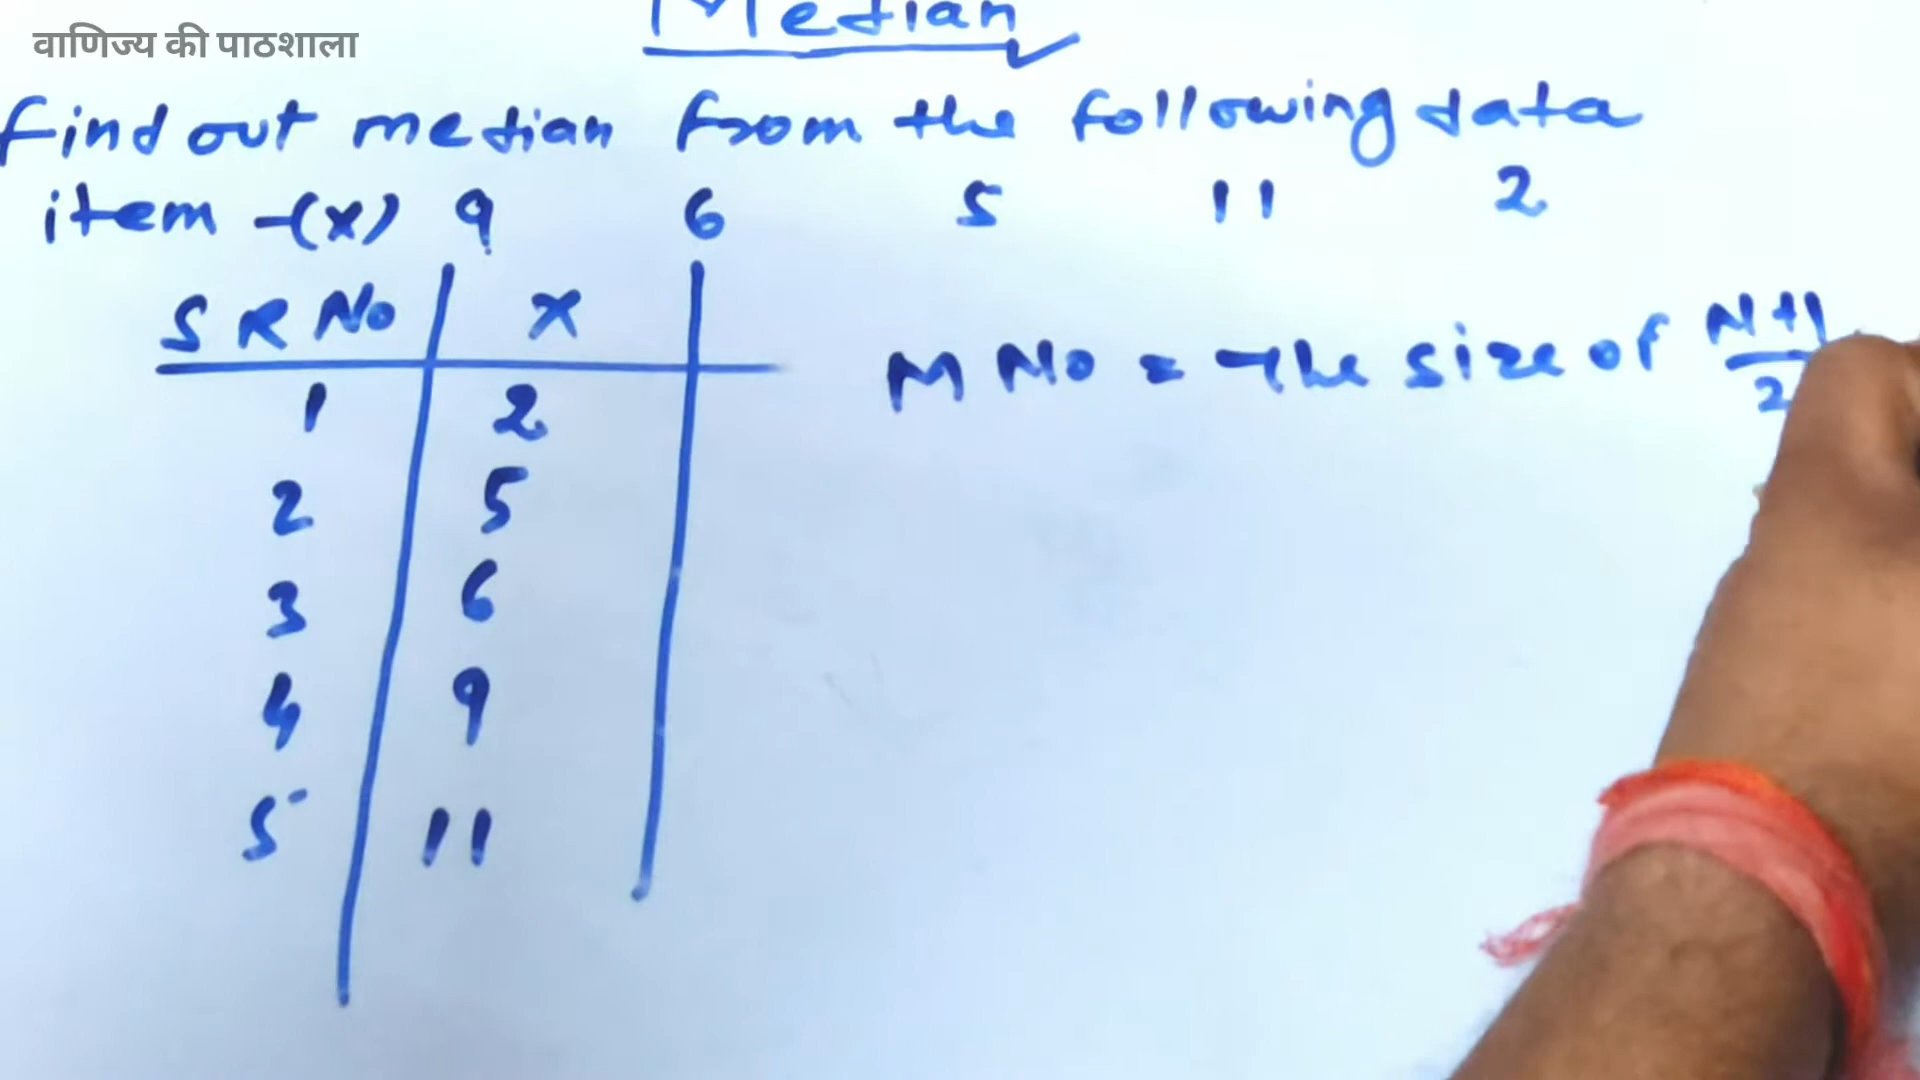 वाणिज्य की पाठशाला
Median
find out median from the following data
item -(x) 9 6 5 11 2
S R No x
1 2
2 5
3 6
4 9
5 11
M No = The size of N+1
2